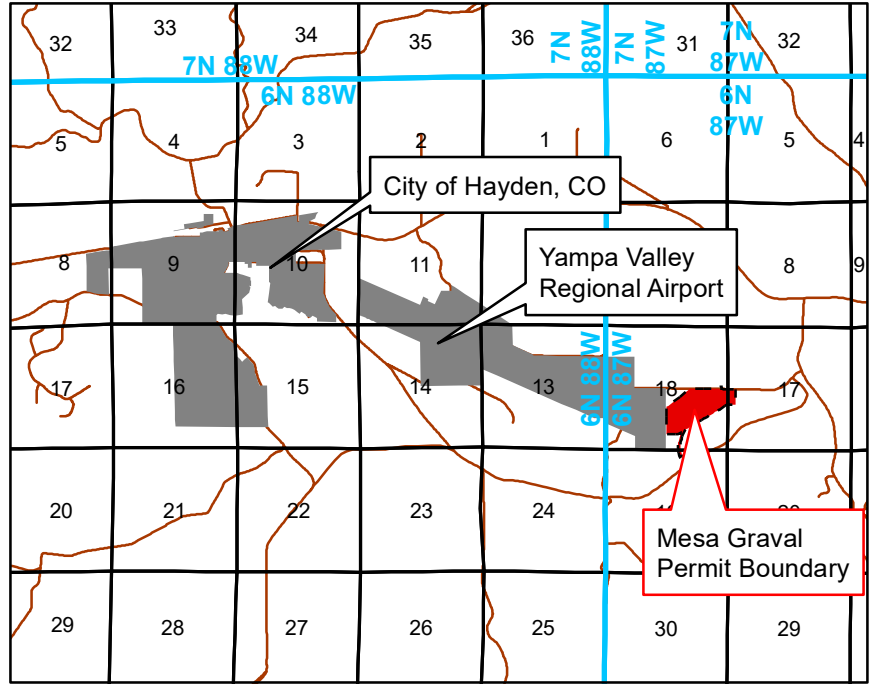 32
33
34
35
36
7N
88W
7N
87W
31
7N
87W
32
7N 88W
6N 88W
6N
87W
5
4
3
2
1
6
5
4
City of Hayden, CO
8
9
10
11
Yampa Valley
Regional Airport
8
9
17
16
15
14
13
6N 88W
6N 87W
18
17
20
21
22
23
24
Mesa Graval
Permit Boundary
29
28
27
26
25
30
29